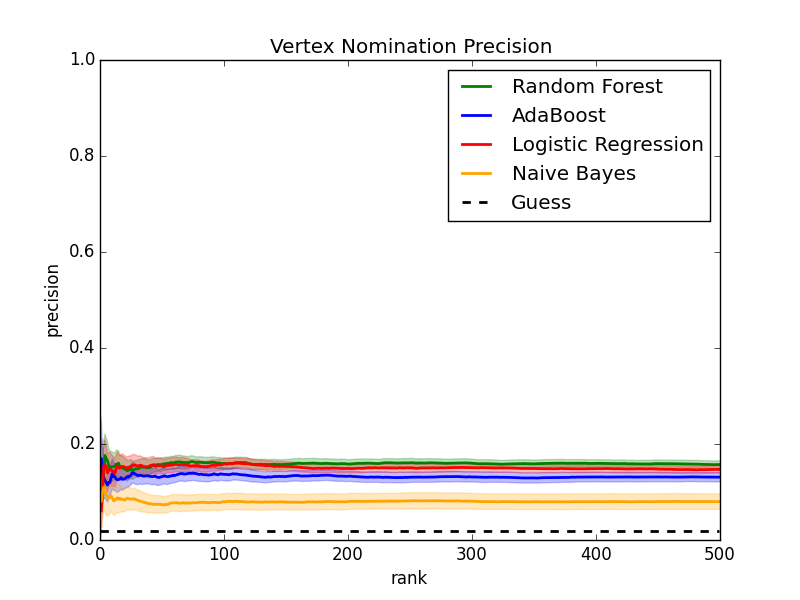 Vertex Nomination Precision
1.0
0.8
0.6
0.4
0.2
0.0
precision
Random Forest
AdaBoost
Logistic Regression
Naive Bayes
Guess
0 100 200 300 400 500
rank